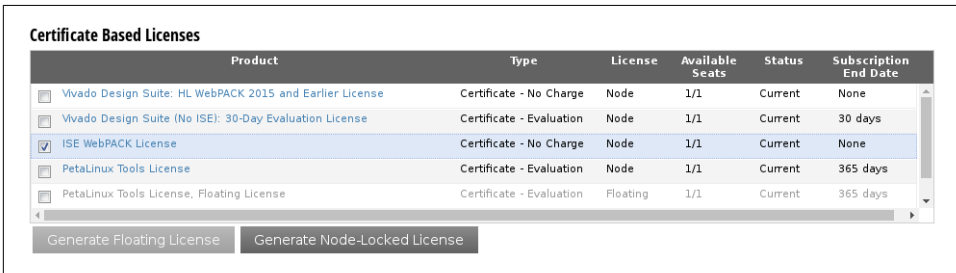 Certificate Based Licenses
Product Type License Available Seats Status Subscription End Date
Vivado Design Suite: HL WebPACK 2015 and Earlier License Certificate - No Charge Node 1/1 Current None
Vivado Design Suite (No ISE): 30-Day Evaluation License Certificate - Evaluation Node 1/1 Current 30 days
ISE WebPACK License Certificate - No Charge Node 1/1 Current None
PetaLinux Tools License Certificate - Evaluation Node 1/1 Current 365 days
PetaLinux Tools License, Floating License Certificate - Evaluation Floating 1/1 Current 365 days
Generate Floating License Generate Node-Locked License